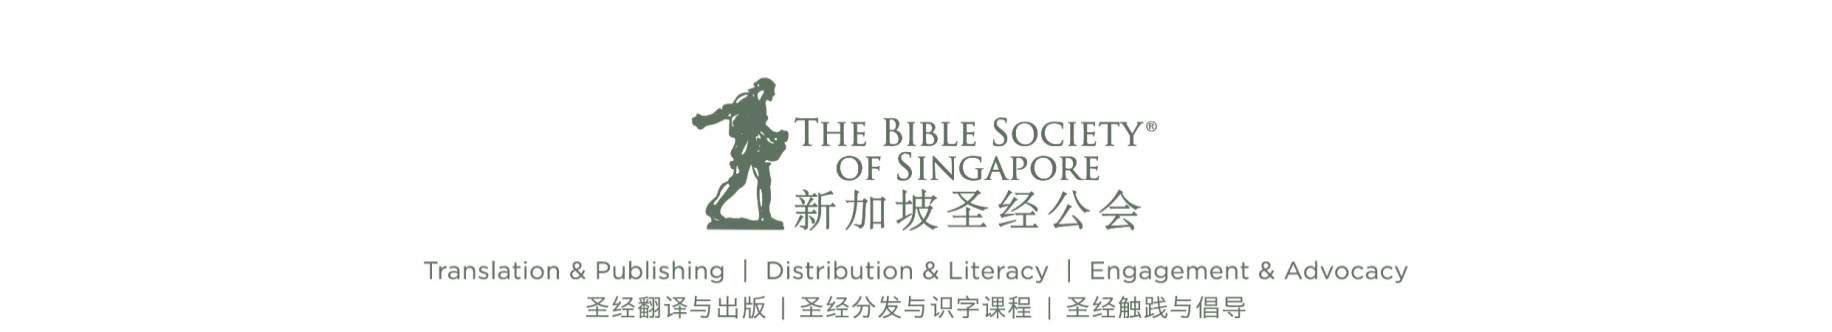 THE BIBLE SOCIETY®
OF SINGAPORE
新加坡圣经公会
Translation & Publishing | Distribution & Literacy | Engagement & Advocacy
圣经翻译与出版 | 圣经分发与识字课程 | 圣经触践与倡导